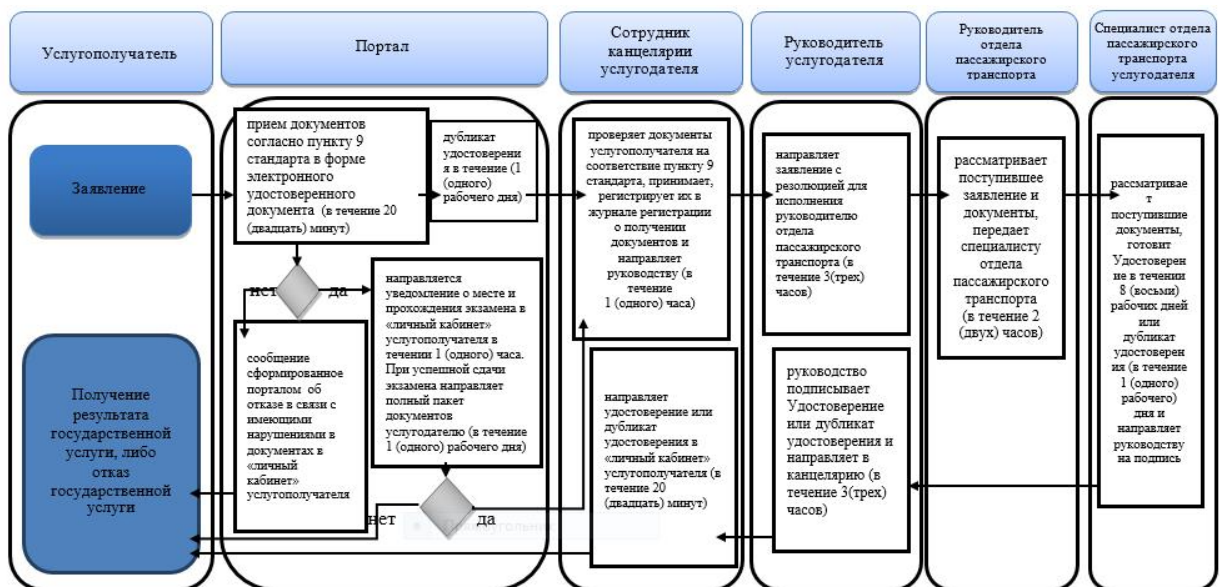 Услугополучатель
Портал
Сотрудник
канцелярии
услугодателя
Руководитель
услугодателя
Руководитель
отдела
пассажирского
транспорта
Специалист отдела
пассажирского
транспорта
услугодателя
Заявление
прием документов
согласно пункту 9
стандарта в форме
электронного
удостоверенного
документа (в течение 20
(двадцать) минут)
дубликат
удостоверени
я в течение (1
(одного)
рабочего дня)
проверяет документы
услугополучателя на
соответствие пункту 9
стандарта, принимает,
регистрирует их в
журнале регистрации
о получении
документов и
направляет
руководству (в
течение
1 (одного) часа)
направляет
заявление с
резолюцией для
исполнения
руководителю
отдела
пассажирского
транспорта (в
течение 3(трех)
часов)
рассматривает
поступившее
заявление и
документы,
передает
специалисту
отдела
пассажирского
транспорта
(в течение 2
(двух) часов)
рассматривае
т
поступившие
документы,
готовит
Удостоверен
ие в течении
8 (восьми)
рабочих дней
или
дубликат
удостоверен
ия (в течение
1 (одного)
рабочего)
дня и
направляет
руководству
на подпись
нет
да
направляется
уведомление о месте и
прохождения экзамена в
«личный кабинет»
услугополучателя в
течении 1 (одного) часа.
При успешной сдачи
экзамена направляет
полный пакет
документов
услугодателю (в течение
1 (одного) рабочего дня)
сообщение
сформированное
порталом об
отказе в связи с
имеющими
нарушениями в
документах в
«личный
кабинет»
услугополучателя
Получение
результата
государственной
услуги, либо
отказ
государственной
услуги
направляет
удостоверение или
дубликат
удостоверения в
«личный кабинет»
услугополучателя (в
течение 20
(двадцать) минут)
руководство
подписывает
Удостоверение
или дубликат
удостоверения и
направляет в
канцелярию (в
течение 3(трех)
часов)
нет
да
Прямоугольник